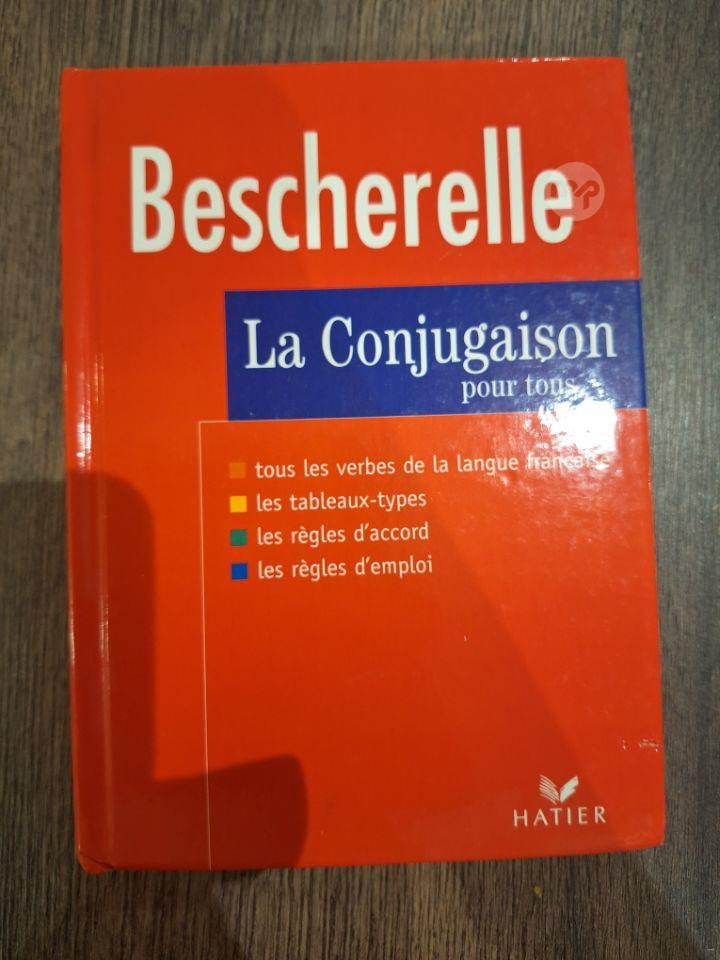 Bescherelle
La Conjugaison
pour tous
tous les verbes de la langue française
les tableaux-types
les règles d'accord
les règles d'emploi
HATIER